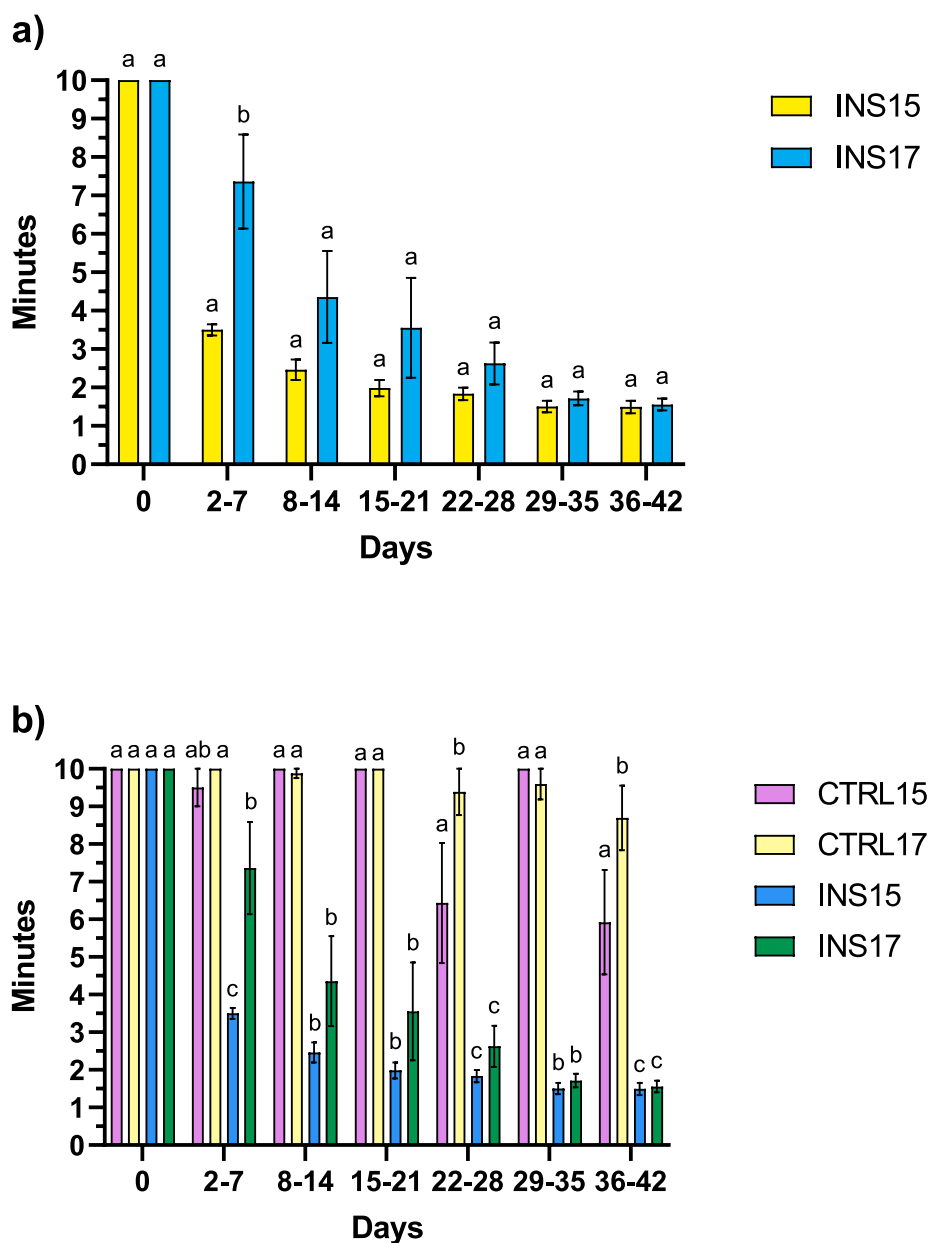 a)
a a
b
a
a
a
a
a
a
a
a
a
a
a
10
9
8
7
6
5
4
3
2
1
0
Minutes
0 2-7 8-14 15-21 22-28 29-35 36-42
Days
INS15
INS17
b)
a a a a ab a a a a a a a
b
b
a
b
a
b
b
b
c
c
b
b
c
b b
c c
10
9
8
7
6
5
4
3
2
1
0
Minutes
0 2-7 8-14 15-21 22-28 29-35 36-42
Days
CTRL15
CTRL17
INS15
INS17